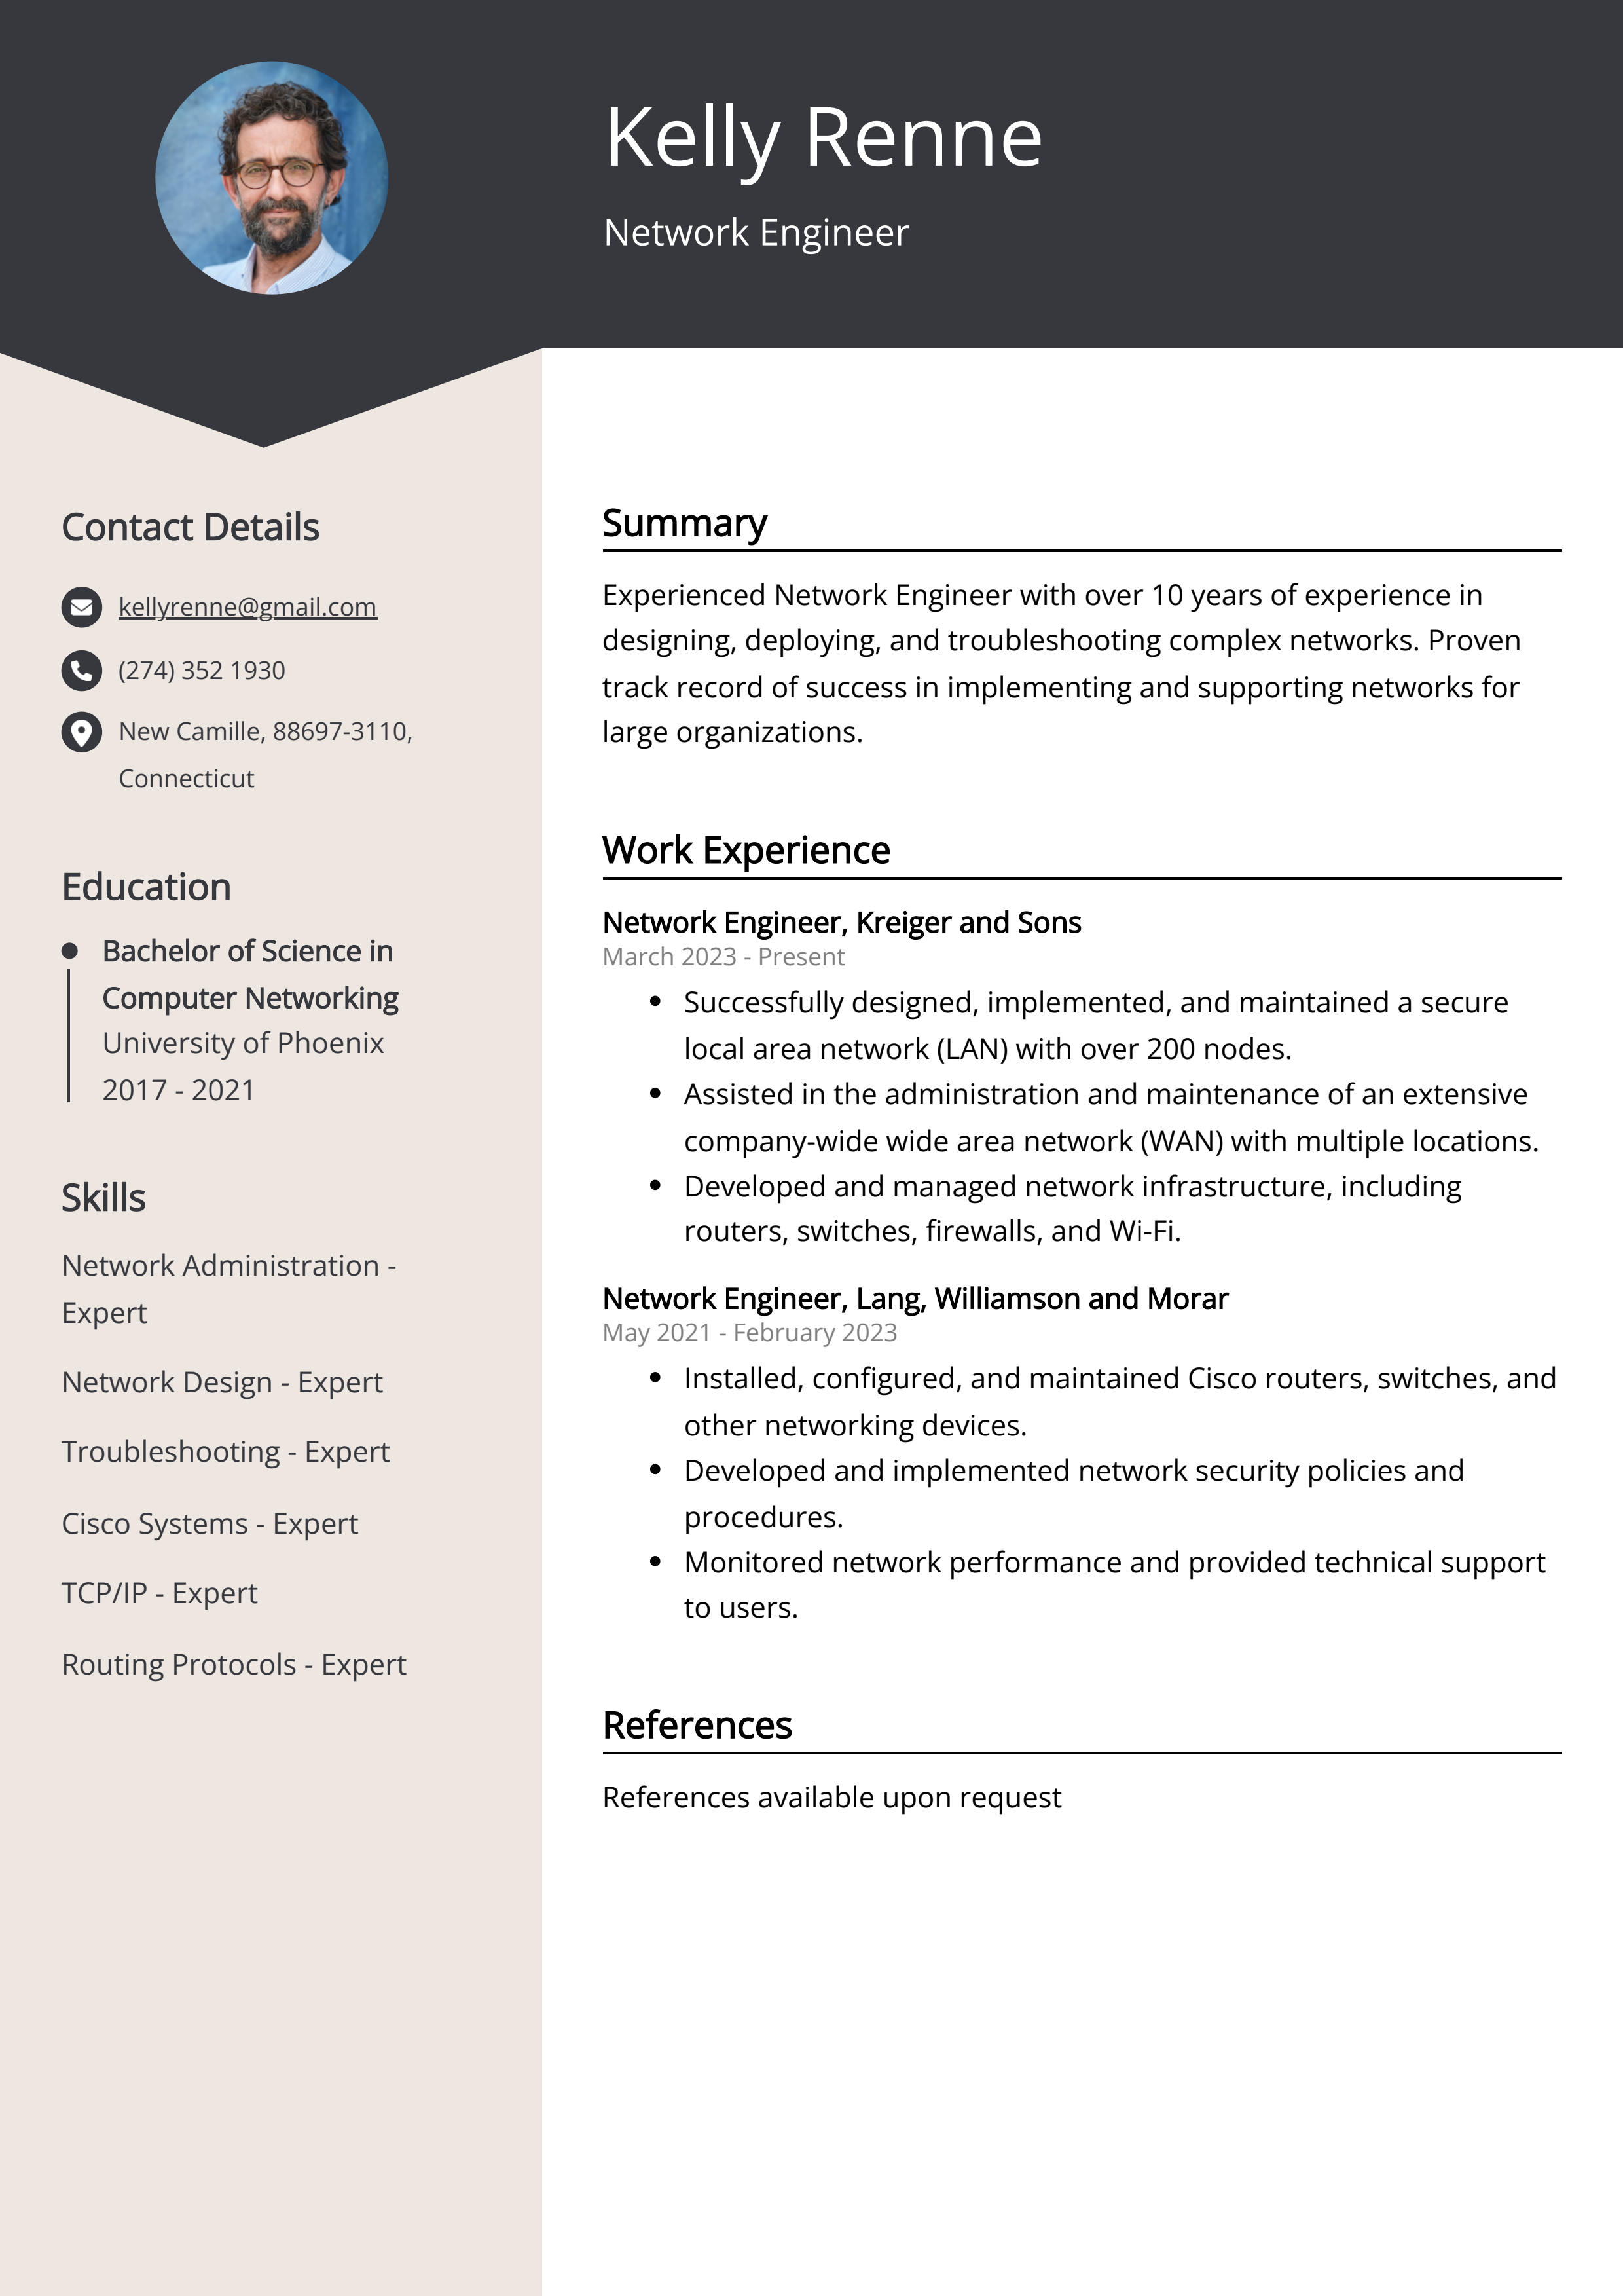 Kelly Renne
Network Engineer
Contact Details
kellyrenne@gmail.com
(274) 352 1930
New Camille, 88697-3110,
Connecticut
Education
Bachelor of Science in
Computer Networking
University of Phoenix
2017 - 2021
Skills
Network Administration -
Expert
Network Design - Expert
Troubleshooting - Expert
Cisco Systems - Expert
TCP/IP - Expert
Routing Protocols - Expert
Summary
Experienced Network Engineer with over 10 years of experience in
designing, deploying, and troubleshooting complex networks. Proven
track record of success in implementing and supporting networks for
large organizations.
Work Experience
Network Engineer, Kreiger and Sons
March 2023 - Present
• Successfully designed, implemented, and maintained a secure
local area network (LAN) with over 200 nodes.
• Assisted in the administration and maintenance of an extensive
company-wide wide area network (WAN) with multiple locations.
• Developed and managed network infrastructure, including
routers, switches, firewalls, and Wi-Fi.
Network Engineer, Lang, Williamson and Morar
May 2021 - February 2023
• Installed, configured, and maintained Cisco routers, switches, and
other networking devices.
• Developed and implemented network security policies and
procedures.
• Monitored network performance and provided technical support
to users.
References
References available upon request